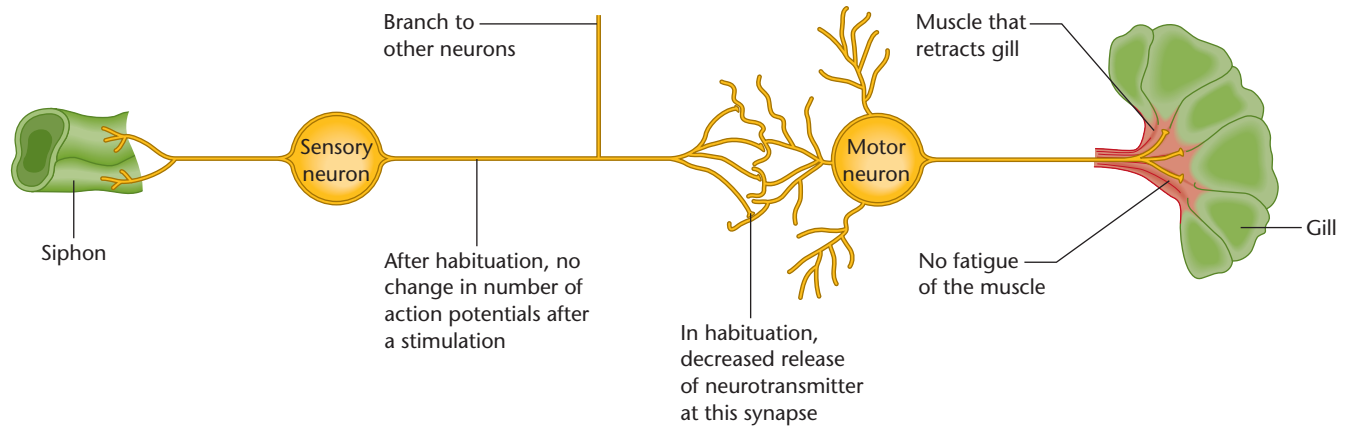 Branch to
other neurons
Muscle that
retracts gill
Sensory
neuron
Motor
neuron
Siphon
Gill
After habituation, no
change in number of
action potentials after
a stimulation
No fatigue
of the muscle
In habituation,
decreased release
of neurotransmitter
at this synapse